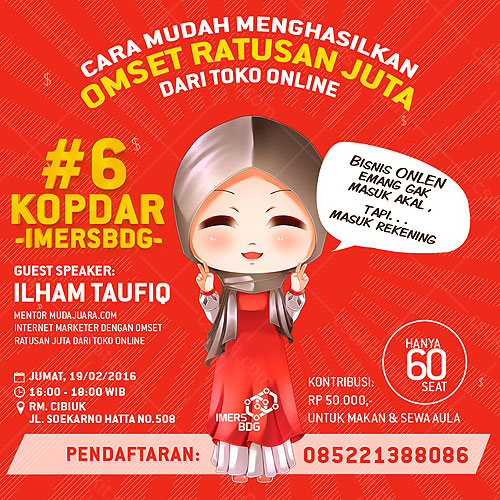 CARA MUDAH MENGHASILKAN
OMSET RATUSAN JUTA
DARI TOKO ONLINE
#6
KOPDAR
-IMERSBDG-
BISNIS ONLEN
EMANG GAK
MASUK AKAL,
TAPI...
MASUK REKENING
GUEST SPEAKER:
ILHAM TAUFIQ
MENTOR MUDAJUARA.COM
INTERNET MARKETER DENGAN OMSET
RATUSAN JUTA DARI TOKO ONLINE
JUMAT, 19/02/2016
16:00 - 18:00 WIB
RM. CIBIUK
JL. SOEKARNO HATTA NO.508
IMERS
BDG
HANYA
60
SEAT
KONTRIBUSI:
RP 50.000,-
UNTUK MAKAN & SEWA AULA
PENDAFTARAN: 085221388086